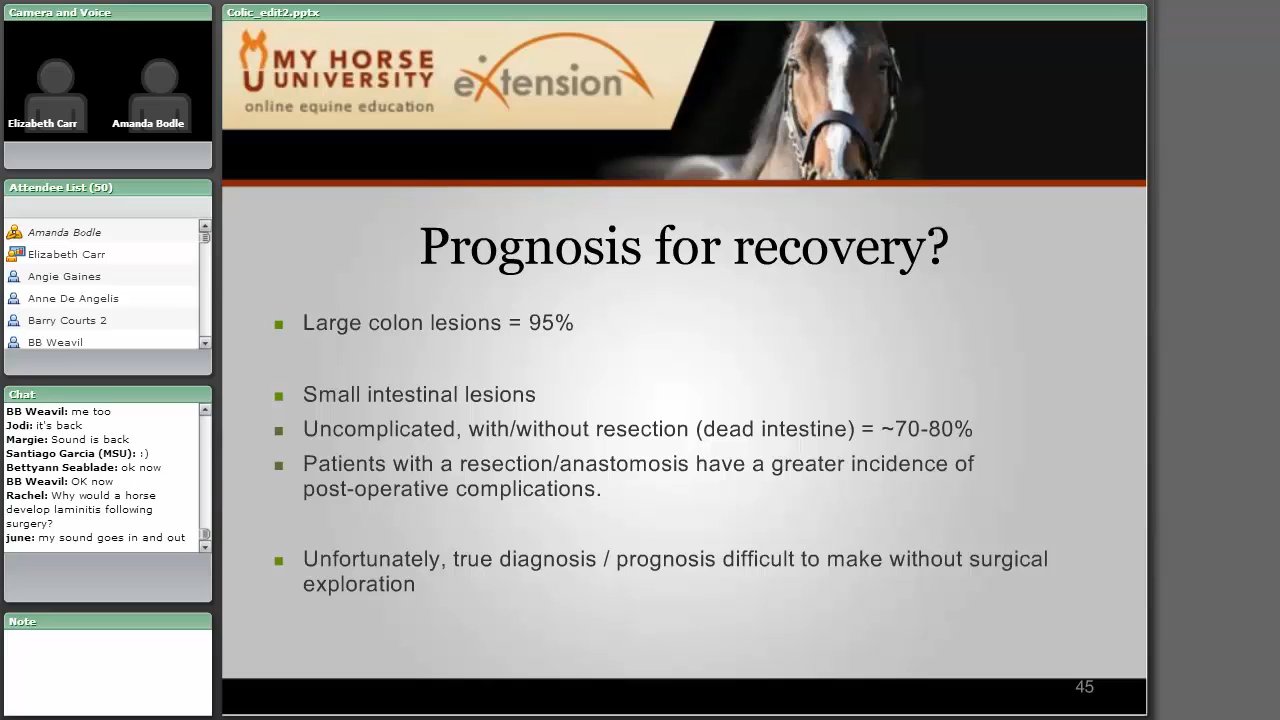 Camera and Voice
Elizabeth Carr
Amanda Bodle
Attendee List (50)
Amanda Bodle
Elizabeth Carr
Angie Gaines
Anne De Angelis
Barry Courts 2
BB Weavil
Chat
BB Weavil: me too
Jodi: it's back
Margie: Sound is back
Santiago Garcia (MSU): :)
Bettyann Seablade: ok now
BB Weavil: OK now
Rachel: Why would a horse
develop laminitis following
surgery?
june: my sound goes in and out
Note
Colic_edit2.pptx
MY HORSE
UNIVERSITY
online equine education
eXtension
Prognosis for recovery?
Large colon lesions = 95%
Small intestinal lesions
Uncomplicated, with/without resection (dead intestine) = ~70-80%
Patients with a resection/anastomosis have a greater incidence of
post-operative complications.
Unfortunately, true diagnosis / prognosis difficult to make without surgical
exploration
45